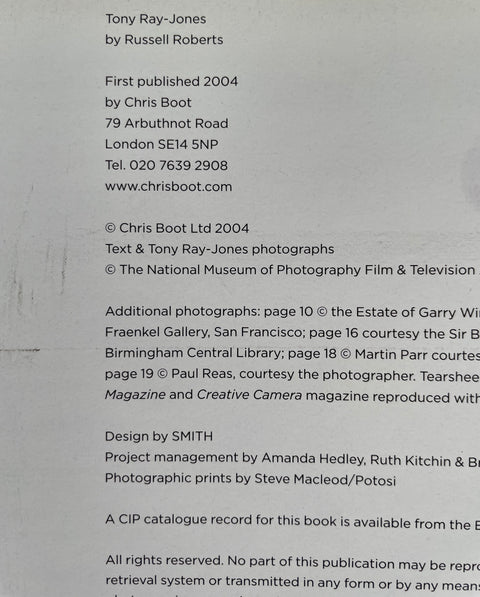 Tony Ray-Jones
by Russell Roberts
First published 2004
by Chris Boot
79 Arbuthnot Road
London SE14 5NP
Tel. 020 7639 2908
www.chrisboot.com
© Chris Boot Ltd 2004
Text & Tony Ray-Jones photographs
© The National Museum of Photography Film & Television
Additional photographs: page 10 © the Estate of Garry
Fraenkel Gallery, San Francisco; page 16 courtesy the Sir
Birmingham Central Library; page 18 © Martin Parr
page 19 © Paul Reas, courtesy the photographer.
Magazine and Creative Camera magazine reproduced
Design by SMITH
Project management by Amanda Hedley, Ruth Kitchin &
Photographic prints by Steve Macleod/Potosi
A CIP catalogue record for this book is available from the
All rights reserved. No part of this publication may be
retrieval system or transmitted in any form or by any